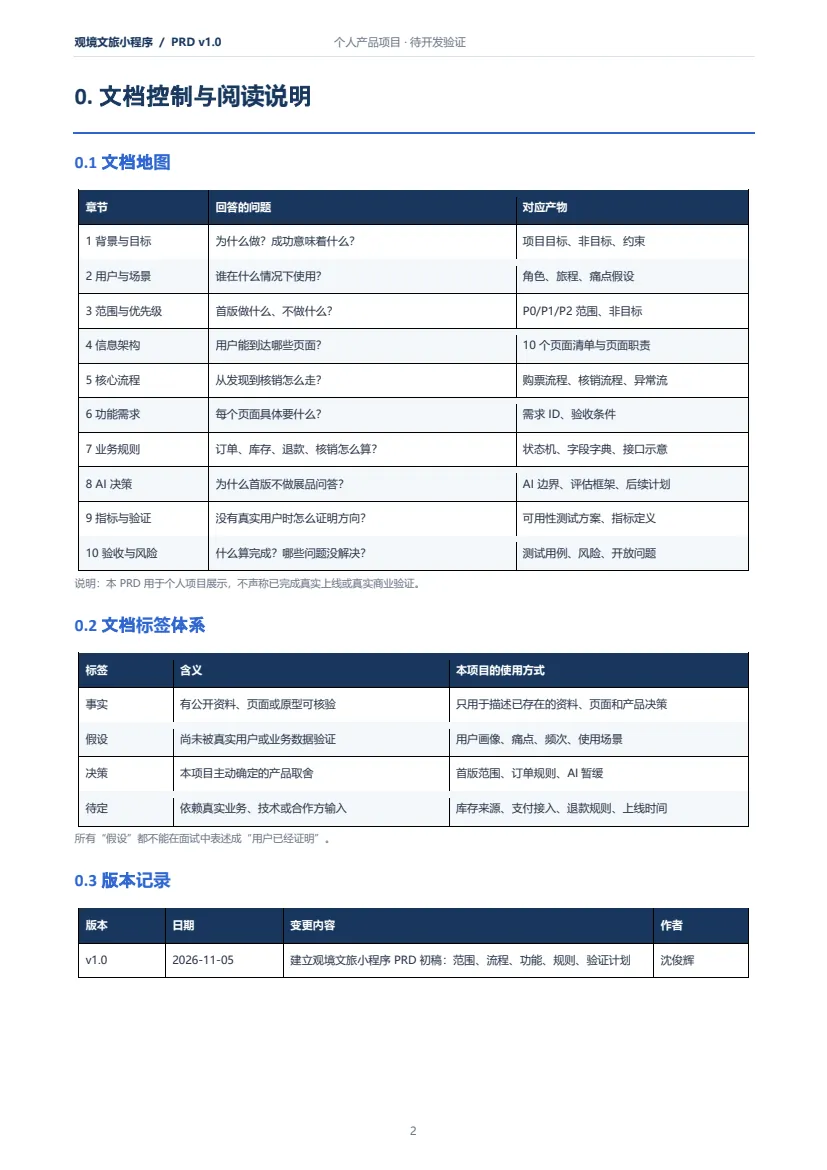 观境文旅小程序 / PRD v1.0 个人产品项目 · 待开发验证
0. 文档控制与阅读说明
0.1 文档地图
章节 回答的问题 对应产物
1 背景与目标 为什么做？成功意味着什么？ 项目目标、非目标、约束
2 用户与场景 谁在什么情况下使用？ 角色、旅程、痛点假设
3 范围与优先级 首版做什么、不做什么？ P0/P1/P2 范围、非目标
4 信息架构 用户能到达哪些页面？ 10 个页面清单与页面职责
5 核心流程 从发现到核销怎么走？ 购票流程、核销流程、异常流
6 功能需求 每个页面具体要什么？ 需求 ID、验收条件
7 业务规则 订单、库存、退款、核销怎么算？ 状态机、字段字典、接口示意
8 AI 决策 为什么首版不做展品问答？ AI 边界、评估框架、后续计划
9 指标与验证 没有真实用户时怎么证明方向？ 可用性测试方案、指标定义
10 验收与风险 什么算完成？哪些问题没解决？ 测试用例、风险、开放问题
说明：本 PRD 用于个人项目展示，不声称已完成真实上线或真实商业验证。
0.2 文档标签体系
标签 含义 本项目的使用方式
事实 有公开资料、页面或原型可核验 只用于描述已存在的资料、页面和产品决策
假设 尚未被真实用户或业务数据验证 用户画像、痛点、频次、使用场景
决策 本项目主动确定的产品取舍 首版范围、订单规则、AI 暂缓
待定 依赖真实业务、技术或合作方输入 库存来源、支付接入、退款规则、上线时间
所有“假设”都不能在面试中表述成“用户已经证明”。
0.3 版本记录
版本 日期 变更内容 作者
v1.0 2026-11-05 建立观境文旅小程序 PRD 初稿：范围、流程、功能、规则、验证计划 沈俊辉
2